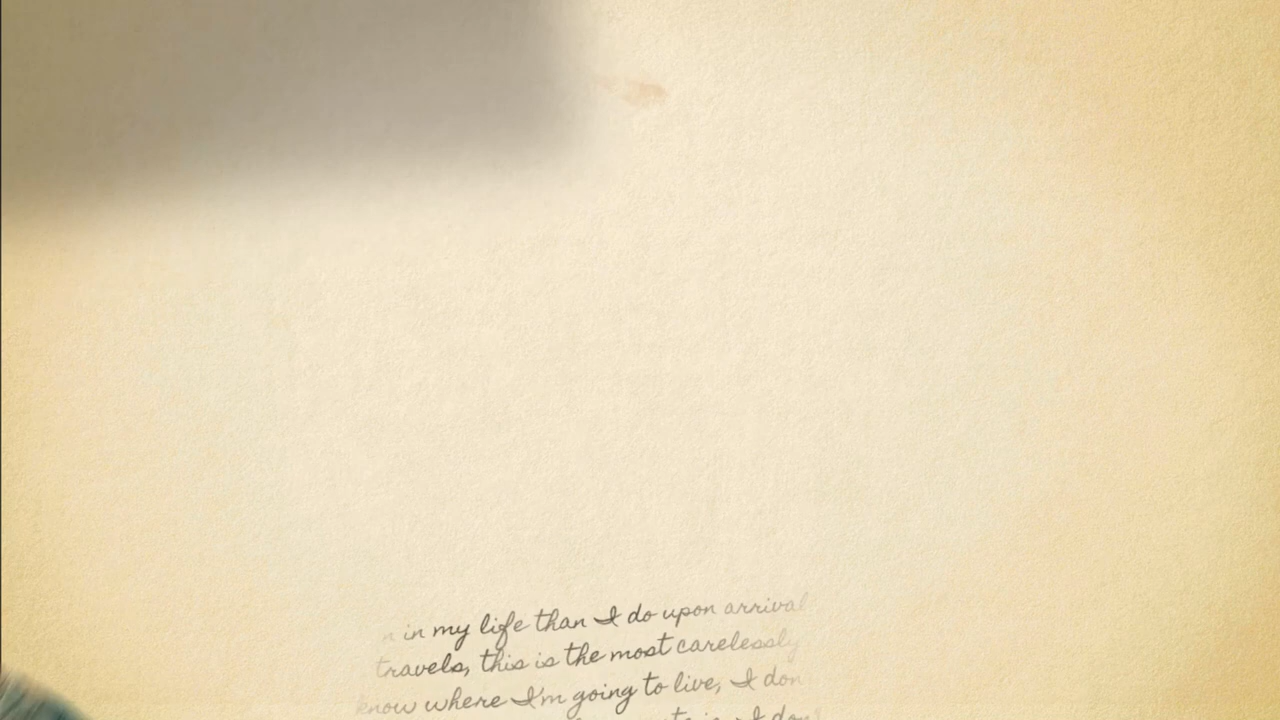 in my life than I do upon arrival
travels, this is the most carelessly
know where I'm going to live, I don
I don't